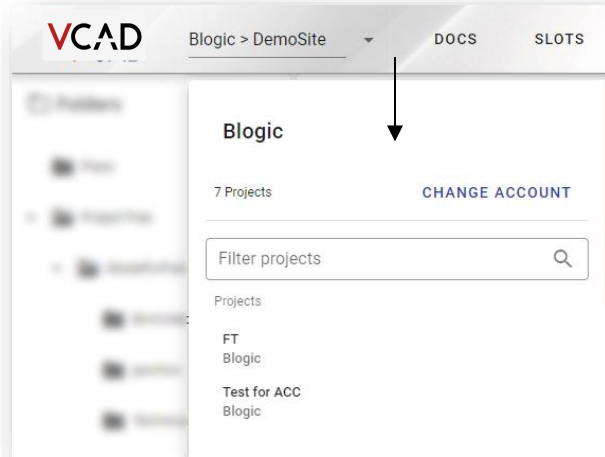 VCAD
Blogic > DemoSite
DOCS
SLOTS
Folders
Blogic
7 Projects
CHANGE ACCOUNT
Filter projects
Projects
FT
Blogic
Test for ACC
Blogic